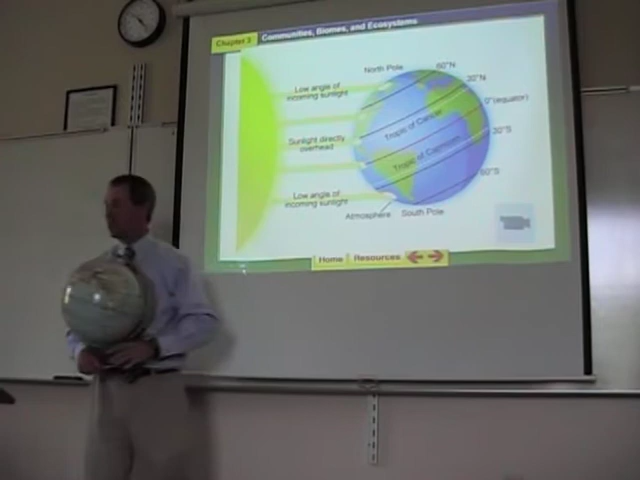 Chapter 3 Communities, Biomes, and Ecosystems
North Pole
60°N
30°N
Low angle of
incoming sunlight
0°(equator)
Tropic of Cancer
Sunlight directly
overhead
30°S
Tropic of Capricorn
60°S
Low angle of
incoming sunlight
Atmosphere
South Pole
Home
Resources